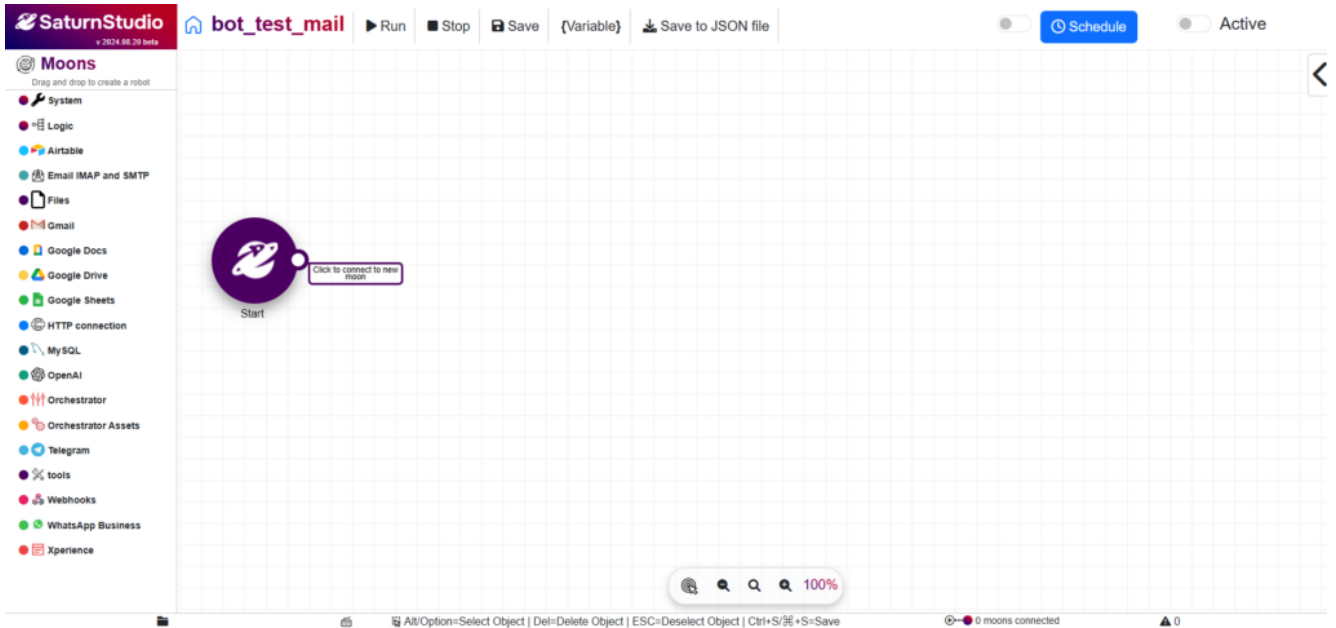 SaturnStudio
v 2024.08.20 beta
bot_test_mail
Run
Stop
Save
{Variable}
Save to JSON file
Schedule
Active
Moons
Drag and drop to create a robot
System
Logic
Airtable
Email IMAP and SMTP
Files
Gmail
Google Docs
Google Drive
Google Sheets
HTTP connection
MySQL
OpenAI
Orchestrator
Orchestrator Assets
Telegram
tools
Webhooks
WhatsApp Business
Xperience
Click to connect to new
moon
Start
100%
Alt/Option=Select Object | Del=Delete Object | ESC=Deselect Object | Ctrl+S/⌘+S=Save
0 moons connected
0